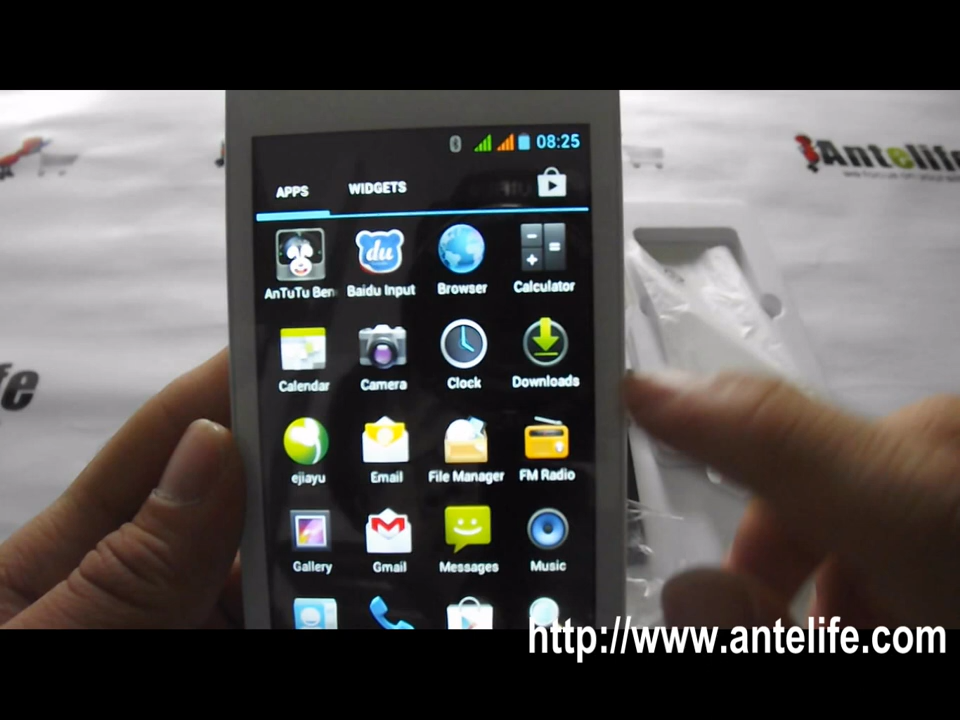 08:25
APPS WIDGETS
Antelife
du
AnTuTu Ben Baidu Input Browser Calculator
Calendar Camera Clock Downloads
ejiayu Email File Manager FM Radio
Gallery Gmail Messages Music
http://www.antelife.com